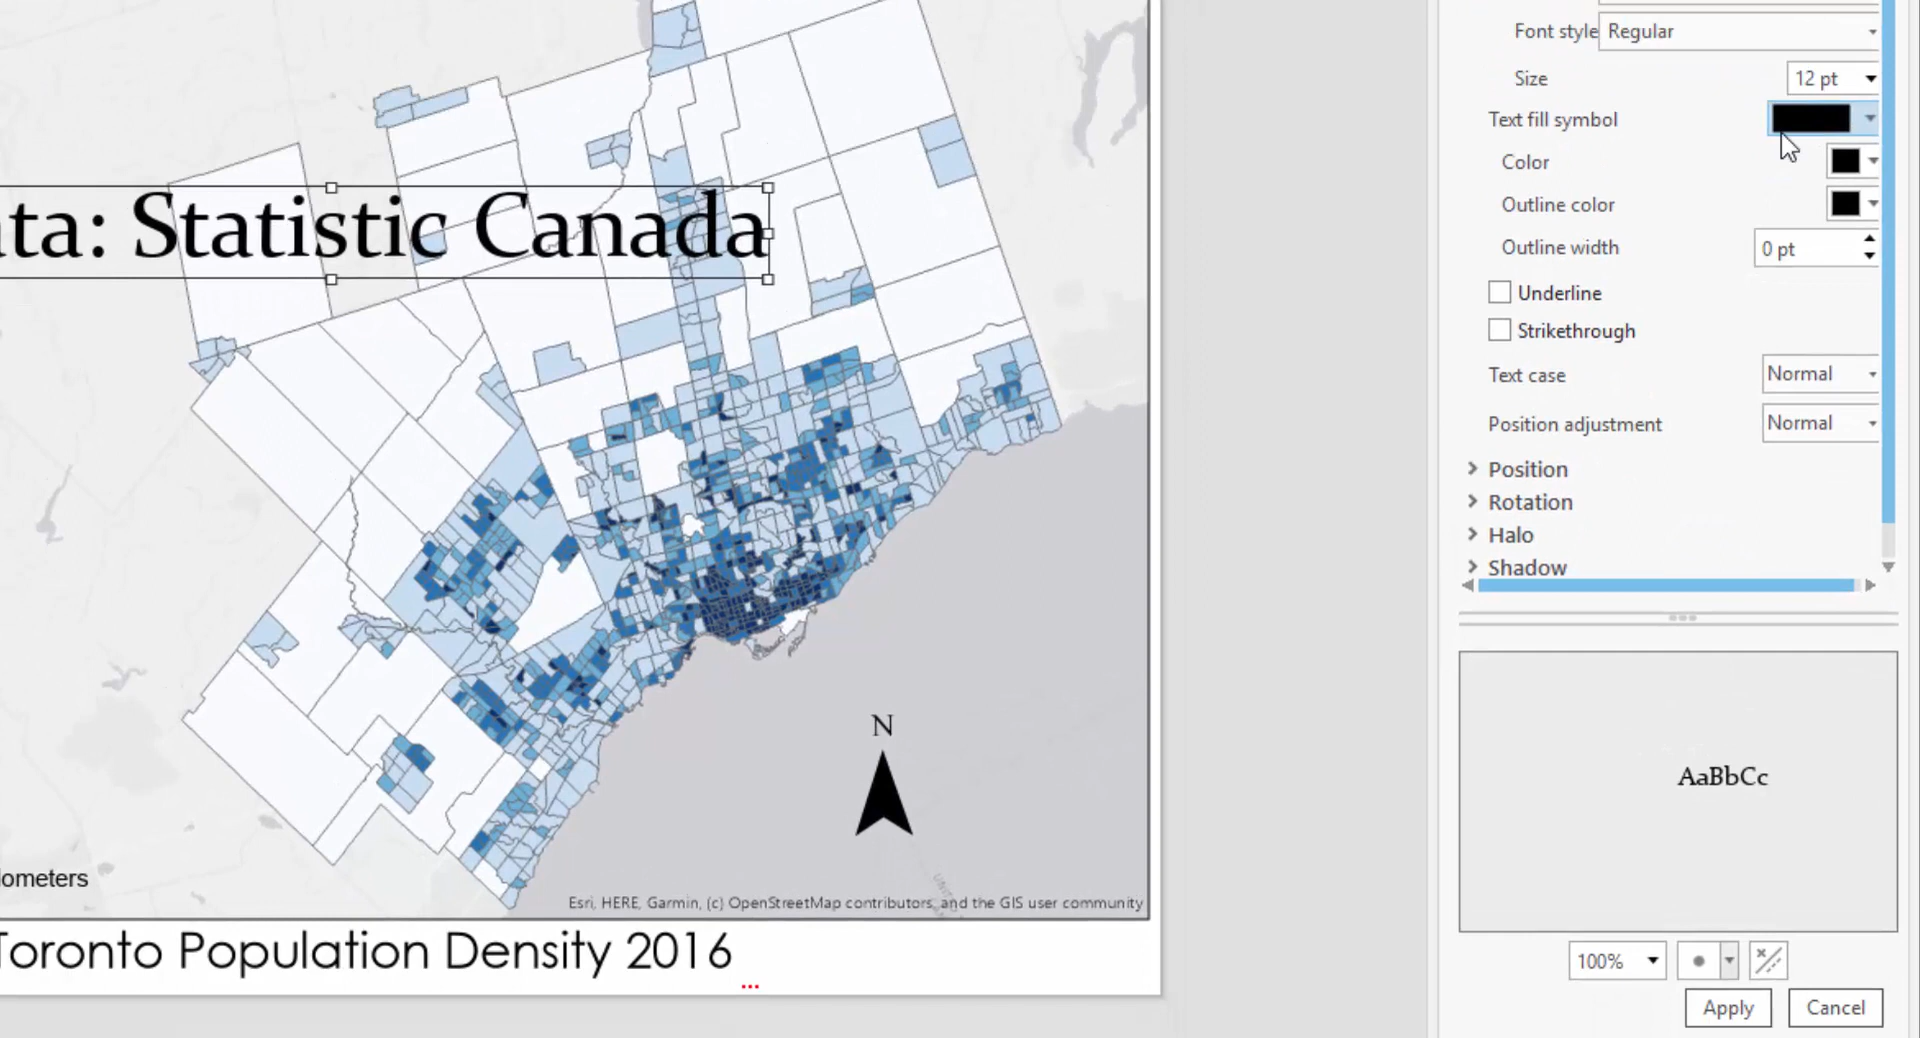 Font style Regular
Size 12 pt
Text fill symbol
Color
Outline color
Outline width 0 pt
Underline
Strikethrough
Text case Normal
Position adjustment Normal
Position
Rotation
Halo
Shadow
AaBbCc
100%
Apply Cancel
ata: Statistic Canada
N
lometers
Esri, HERE, Garmin, (c) OpenStreetMap contributors, and the GIS user community
Toronto Population Density 2016
...